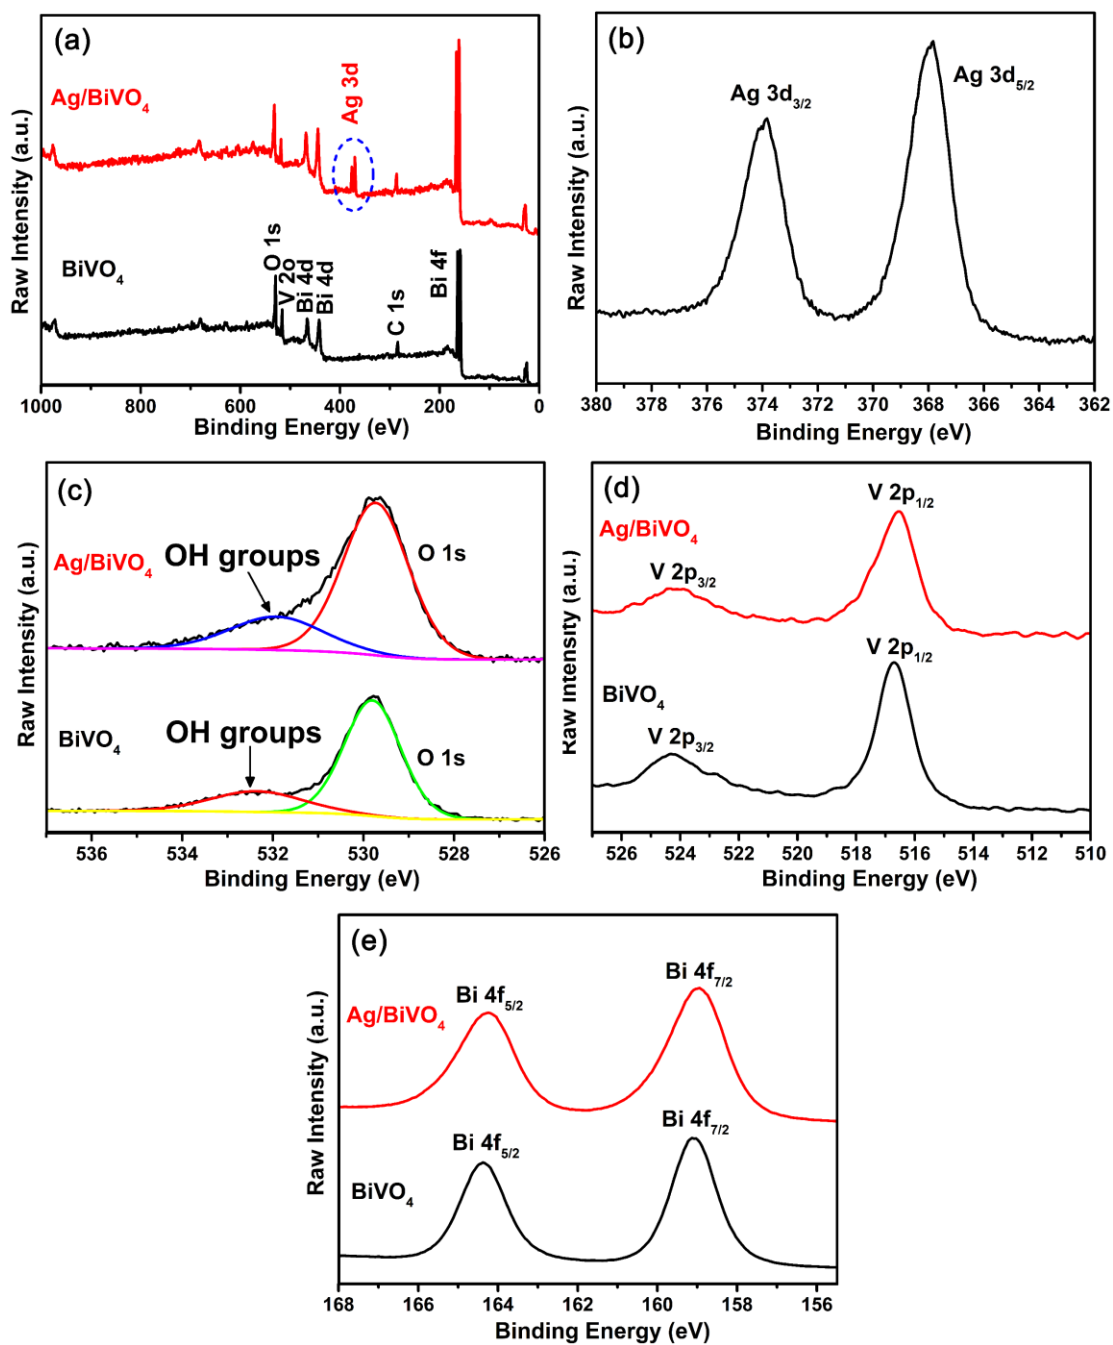 (a)
Ag/BiVO₄
Ag 3d
BiVO₄
O 1s
V 2o
Bi 4d
Bi 4d
C 1s
Bi 4f
Raw Intensity (a.u.)
1000 800 600 400 200 0
Binding Energy (eV)
(b)
Ag 3d₃/₂
Ag 3d₅/₂
Raw Intensity (a.u.)
380 378 376 374 372 370 368 366 364 362
Binding Energy (eV)
(c)
Ag/BiVO₄
OH groups
O 1s
BiVO₄
OH groups
O 1s
Raw Intensity (a.u.)
536 534 532 530 528 526
Binding Energy (eV)
(d)
V 2p₁/₂
Ag/BiVO₄
V 2p₃/₂
V 2p₁/₂
BiVO₄
V 2p₃/₂
Raw Intensity (a.u.)
526 524 522 520 518 516 514 512 510
Binding Energy (eV)
(e)
Bi 4f₇/₂
Bi 4f₅/₂
Ag/BiVO₄
Bi 4f₇/₂
Bi 4f₅/₂
BiVO₄
Raw Intensity (a.u.)
168 166 164 162 160 158 156
Binding Energy (eV)